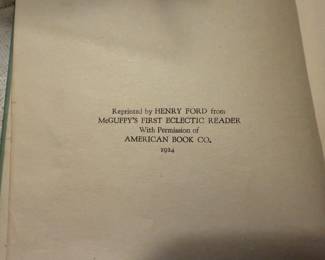 Reprinted by HENRY FORD from
McGUFFY'S FIRST ECLECTIC READER
With Permission of
AMERICAN BOOK CO.
1924